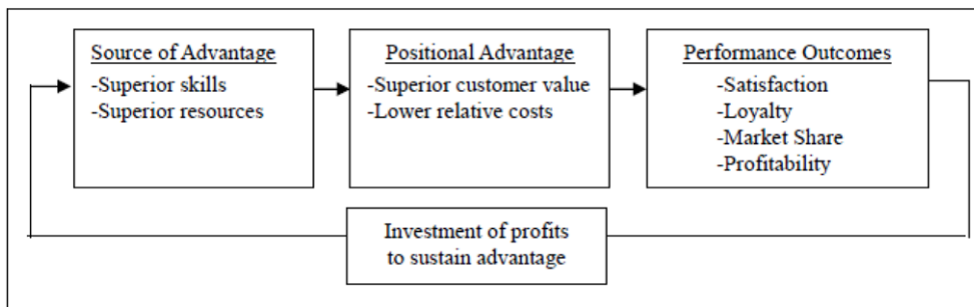 Source of Advantage
-Superior skills
-Superior resources
Positional Advantage
-Superior customer value
-Lower relative costs
Performance Outcomes
-Satisfaction
-Loyalty
-Market Share
-Profitability
Investment of profits
to sustain advantage